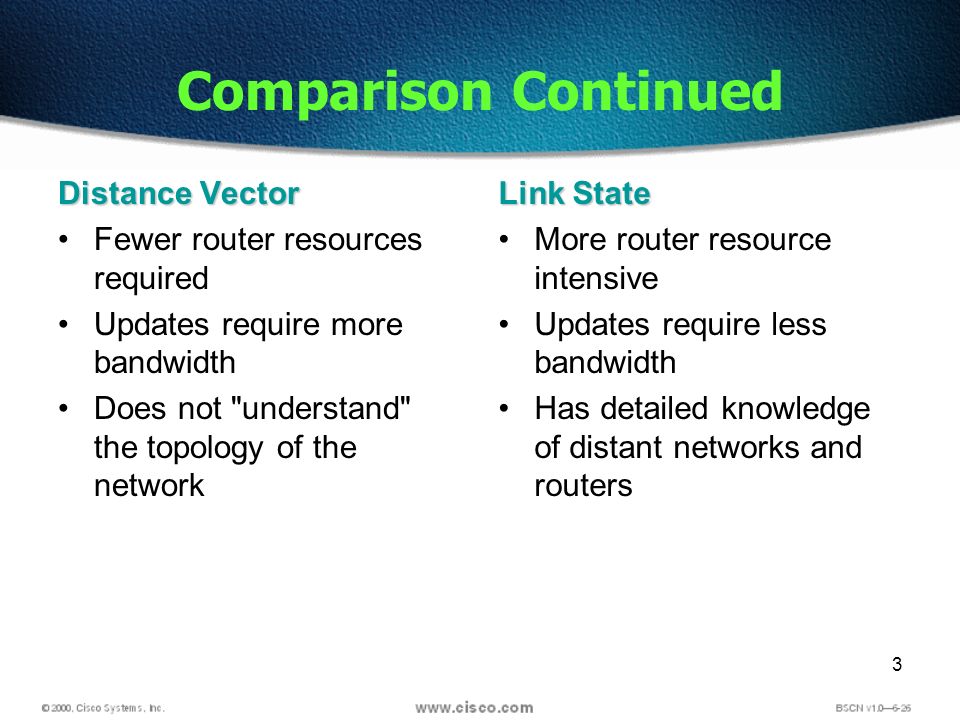 Comparison Continued
Distance Vector
• Fewer router resources
required
• Updates require more
bandwidth
• Does not "understand"
the topology of the
network
Link State
• More router resource
intensive
• Updates require less
bandwidth
• Has detailed knowledge
of distant networks and
routers
3
© 2000, Cisco Systems, Inc.
www.cisco.com
BSCN v1.0—6-26